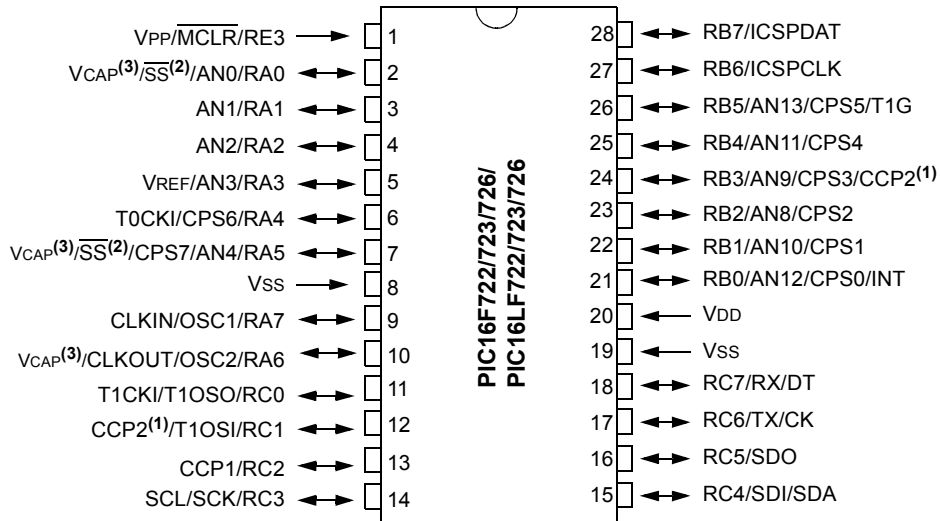 VPP/MCLR/RE3 1
VCAP(3)/SS(2)/AN0/RA0 2
AN1/RA1 3
AN2/RA2 4
VREF/AN3/RA3 5
T0CKI/CPS6/RA4 6
VCAP(3)/SS(2)/CPS7/AN4/RA5 7
VSS 8
CLKIN/OSC1/RA7 9
VCAP(3)/CLKOUT/OSC2/RA6 10
T1CKI/T1OSO/RC0 11
CCP2(1)/T1OSI/RC1 12
CCP1/RC2 13
SCL/SCK/RC3 14
PIC16F722/723/726/
PIC16LF722/723/726
28 RB7/ICSPDAT
27 RB6/ICSPCLK
26 RB5/AN13/CPS5/T1G
25 RB4/AN11/CPS4
24 RB3/AN9/CPS3/CCP2(1)
23 RB2/AN8/CPS2
22 RB1/AN10/CPS1
21 RB0/AN12/CPS0/INT
20 VDD
19 VSS
18 RC7/RX/DT
17 RC6/TX/CK
16 RC5/SDO
15 RC4/SDI/SDA